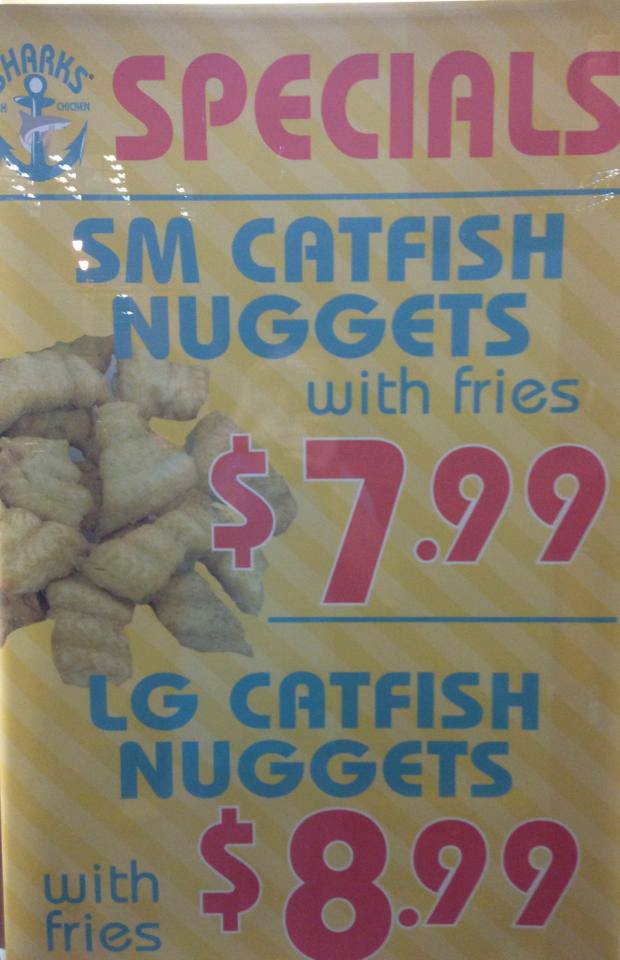 SHARKS
CHICKEN
SPECIALS
SM CATFISH
NUGGETS
with fries
$7.99
LG CATFISH
NUGGETS
with
fries
$8.99